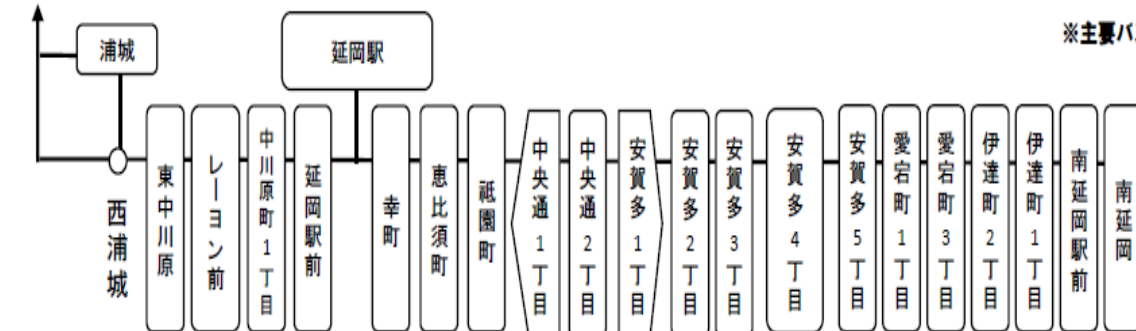 浦城
延岡駅
※主要バ
西浦城
東中川原
レーヨン前
中川原町1丁目
延岡駅前
幸町
恵比須町
祗園町
中央通1丁目
中央通2丁目
安賀多1丁目
安賀多2丁目
安賀多3丁目
安賀多4丁目
安賀多5丁目
愛宕町1丁目
愛宕町3丁目
伊達町2丁目
伊達町1丁目
南延岡駅前
南延岡